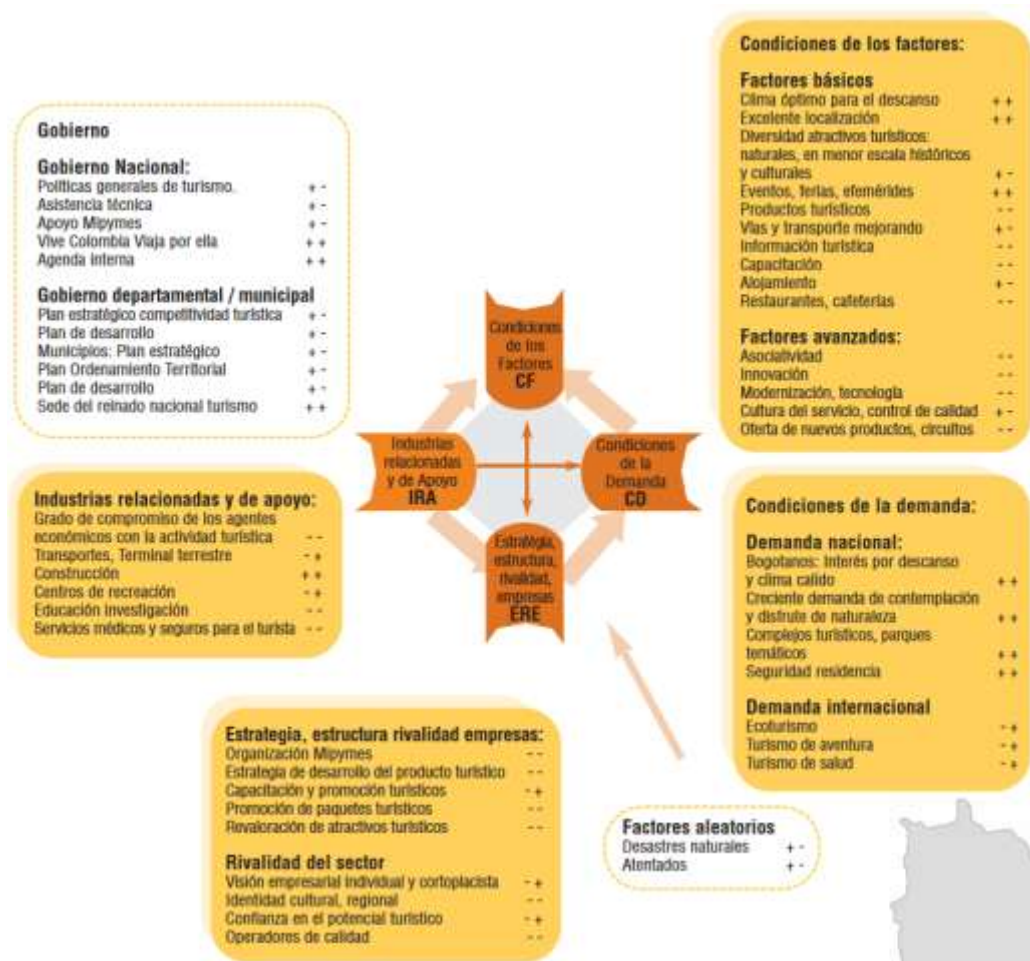 Gobierno
Gobierno Nacional:
Políticas generales de turismo. + -
Asistencia técnica + -
Apoyo Mipymes + -
Vive Colombia Viaja por ella + +
Agenda interna + +
Gobierno departamental / municipal
Plan estratégico competitividad turística + -
Plan de desarrollo + -
Municipios: Plan estratégico + -
Plan Ordenamiento Territorial + -
Plan de desarrollo + -
Sede del reinado nacional turismo + +
Industrias relacionadas y de apoyo:
Grado de compromiso de los agentes
económicos con la actividad turística - -
Transportes, Terminal terrestre - +
Construcción + +
Centros de recreación - +
Educación investigación - -
Servicios médicos y seguros para el turista - -
Condiciones
de los
Factores
CF
Industrias
relacionadas
y de Apoyo
IRA
Condiciones
de la
Demanda
CD
Estratégia,
estructura,
rivalidad,
empresas
ERE
Condiciones de los factores:
Factores básicos
Clima óptimo para el descanso + +
Excelente localización + +
Diversidad atractivos turísticos:
naturales, en menor escala históricos
y culturales + -
Eventos, ferias, efemérides + +
Productos turísticos - -
Vías y transporte mejorando + -
Información turística - -
Capacitación - -
Alojamiento + -
Restaurantes, cafeterías - -
Factores avanzados:
Asociatividad - -
Innovación - -
Modernización, tecnología - -
Cultura del servicio, control de calidad + -
Oferta de nuevos productos, circuitos - -
Condiciones de la demanda:
Demanda nacional:
Bogotanos: Interés por descanso
y clima calido + +
Creciente demanda de contemplación
y disfrute de naturaleza + +
Complejos turísticos, parques
temáticos + +
Seguridad residencia + +
Demanda internacional
Ecoturismo - +
Turismo de aventura - +
Turismo de salud - +
Estrategia, estructura rivalidad empresas:
Organización Mipymes - -
Estrategia de desarrollo del producto turístico - -
Capacitación y promoción turísticos - +
Promoción de paquetes turísticos - -
Revaloración de atractivos turísticos - -
Rivalidad del sector
Visión empresarial individual y cortoplacista - +
Identidad cultural, regional - -
Confianza en el potencial turístico - +
Operadores de calidad - -
Factores aleatorios
Desastres naturales + -
Atentados + -